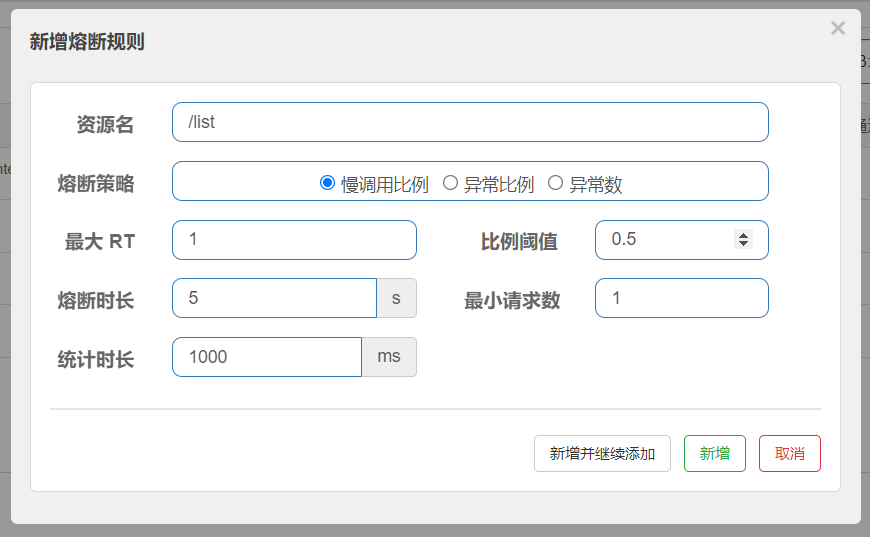 新增熔断规则
×
资源名 /list
熔断策略 慢调用比例 异常比例 异常数
最大 RT 1 比例阈值 0.5
熔断时长 5 s 最小请求数 1
统计时长 1000 ms
新增并继续添加 新增 取消